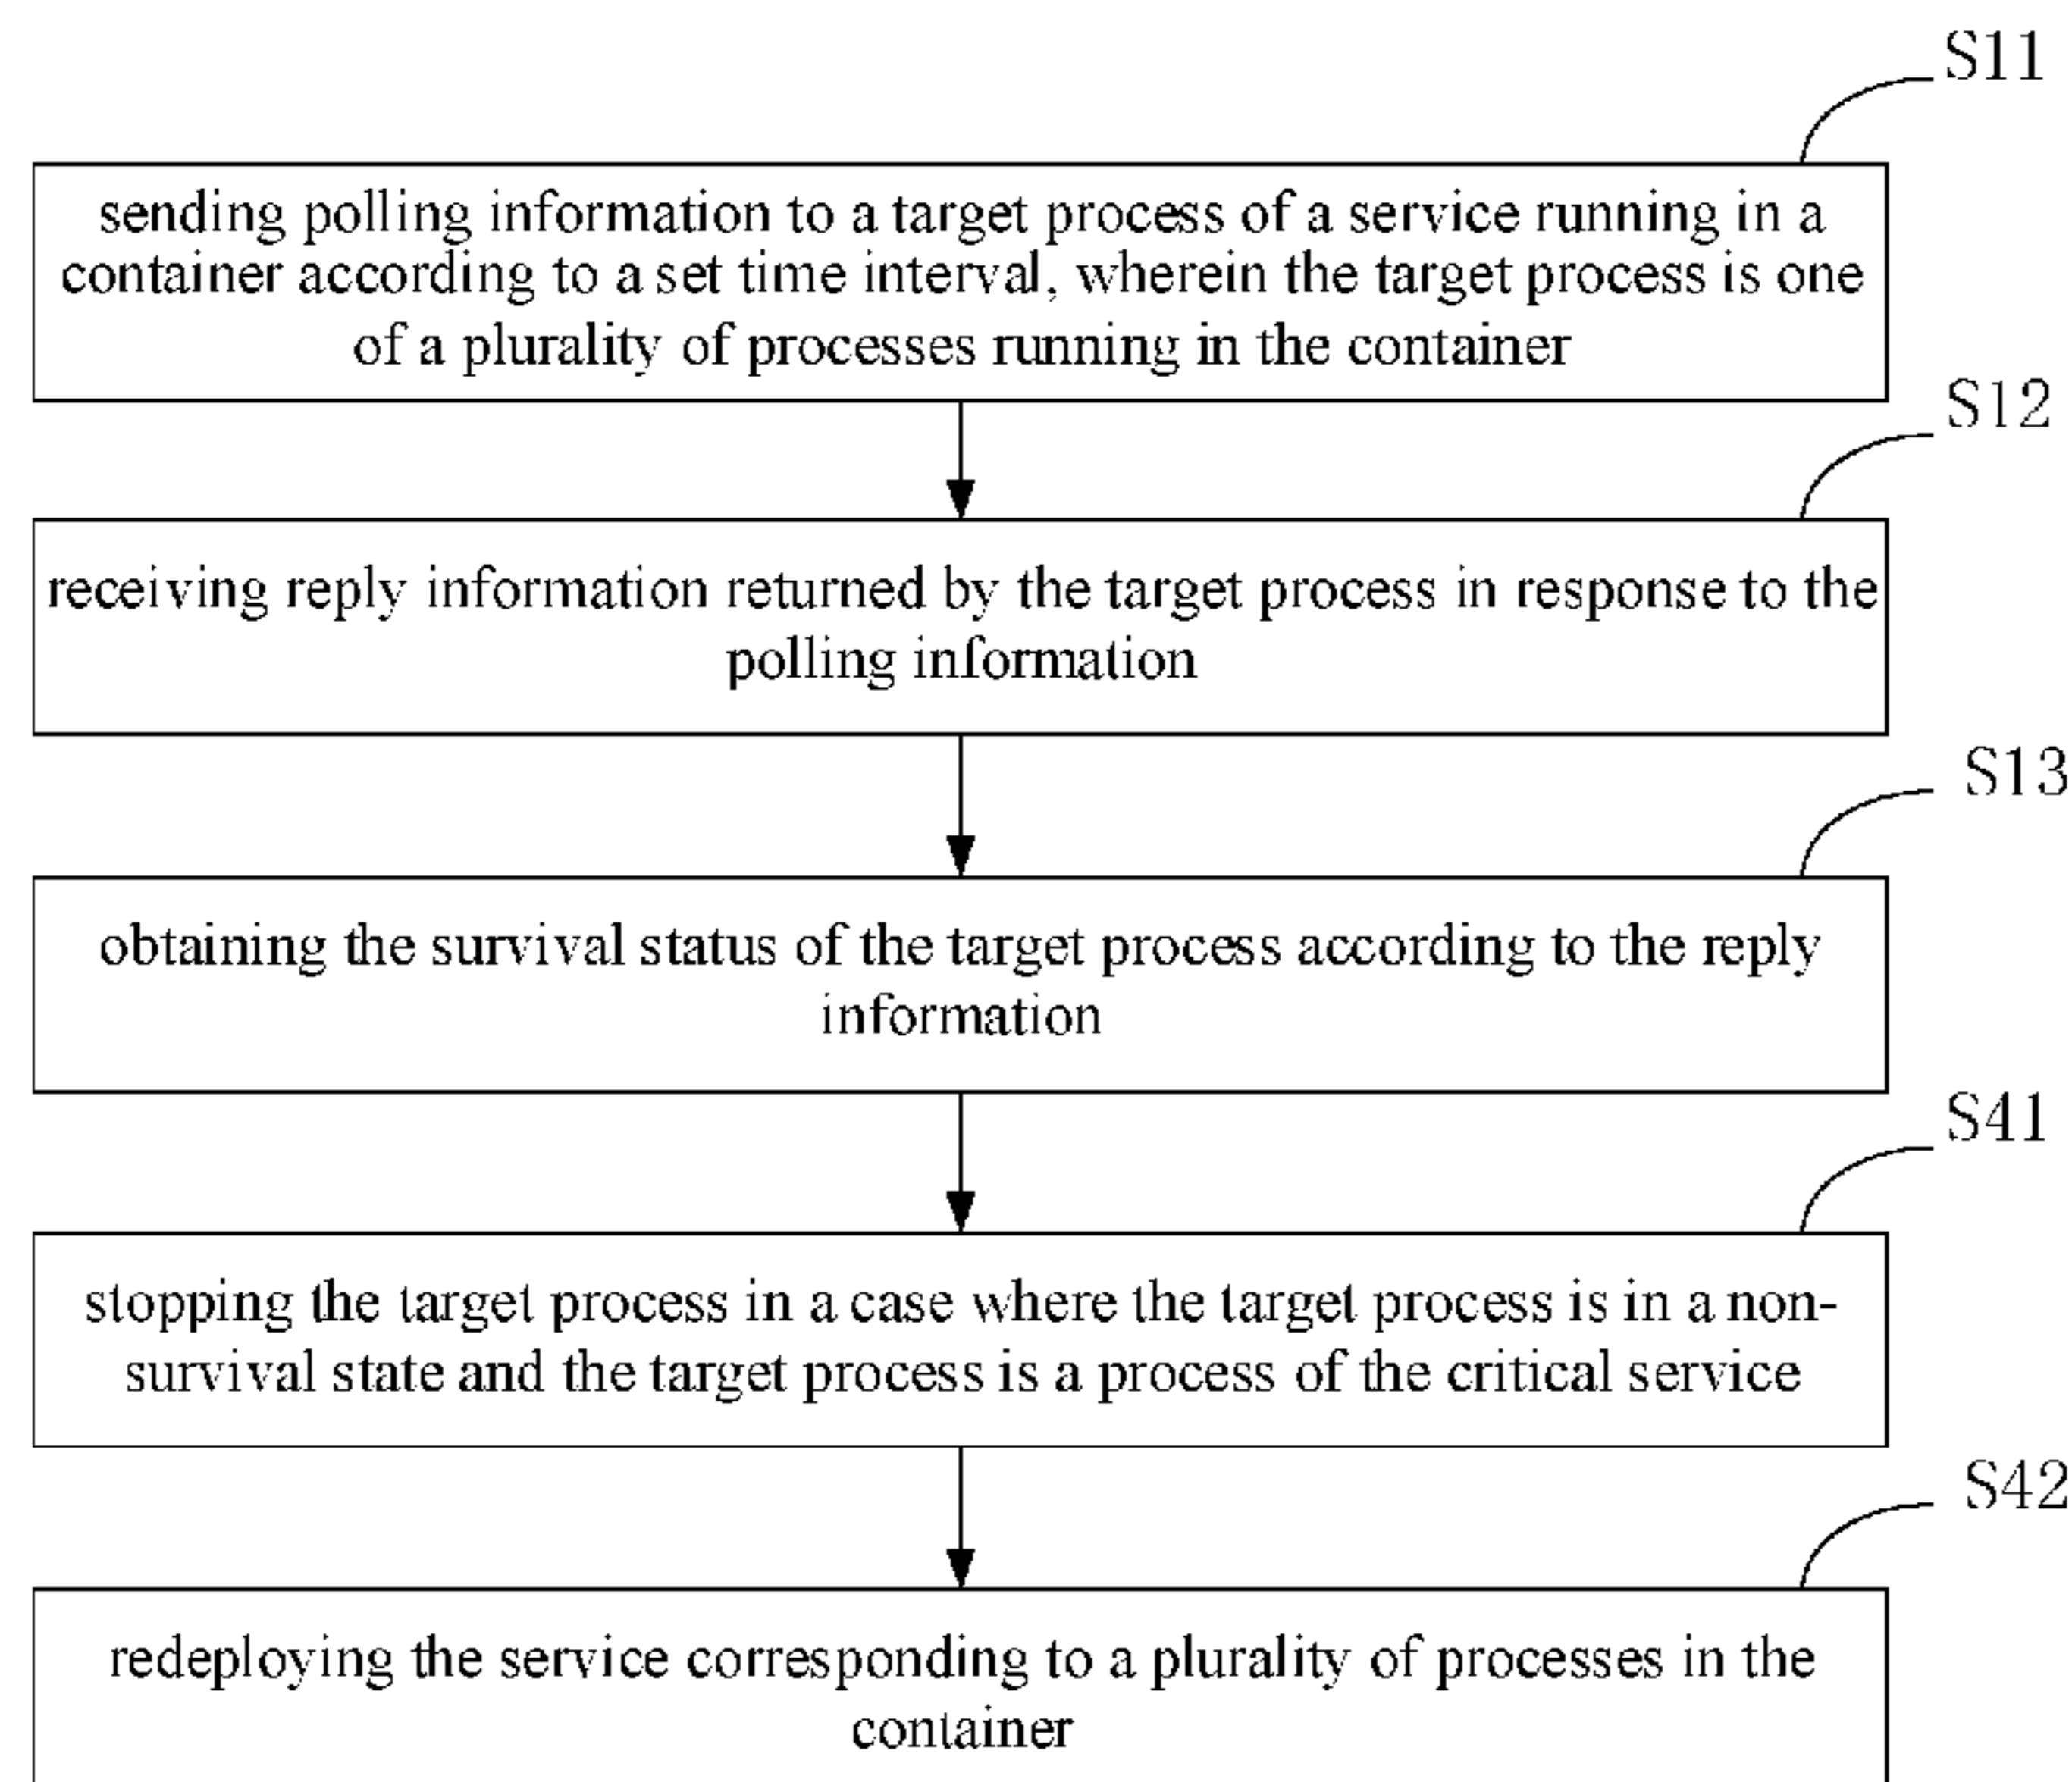 S11
sending polling information to a target process of a service running in a
container according to a set time interval, wherein the target process is one
of a plurality of processes running in the container
S12
receiving reply information returned by the target process in response to the
polling information
S13
obtaining the survival status of the target process according to the reply
information
S41
stopping the target process in a case where the target process is in a non-
survival state and the target process is a process of the critical service
S42
redeploying the service corresponding to a plurality of processes in the
container